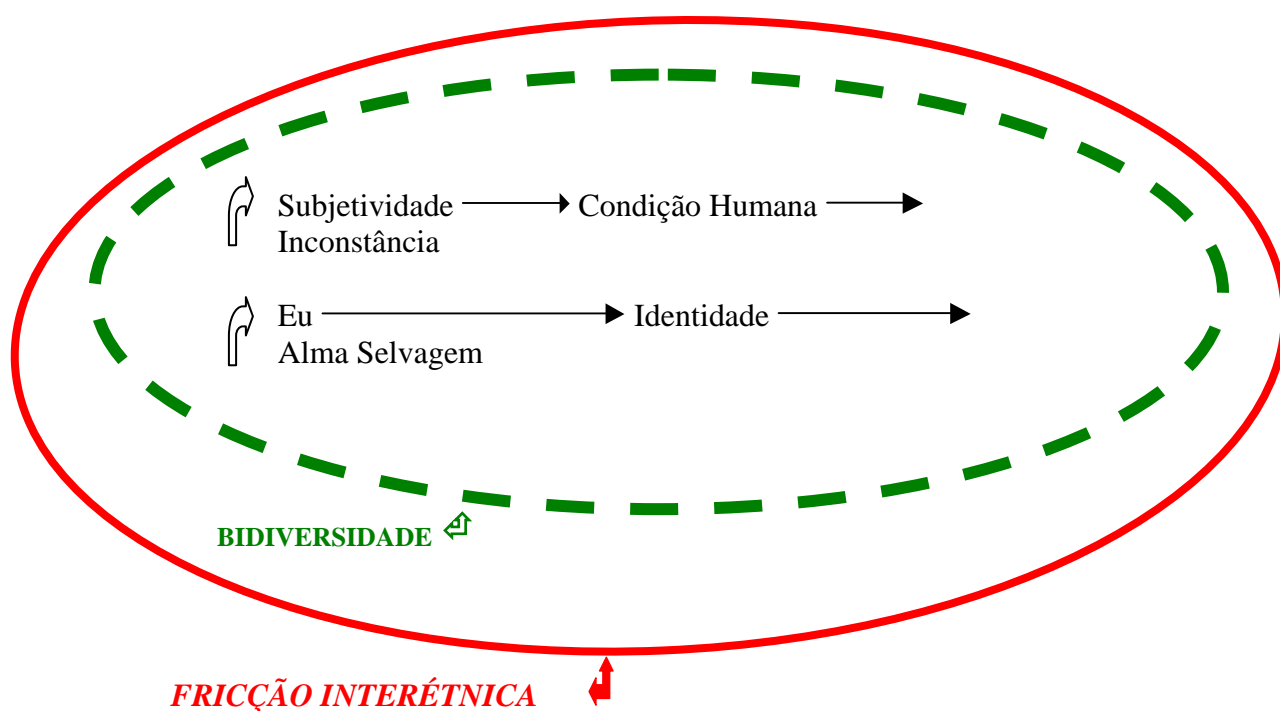 Subjetividade Condição Humana
Inconstância
Eu Identidade
Alma Selvagem
BIDIVERSIDADE
FRICÇÃO INTERÉTNICA